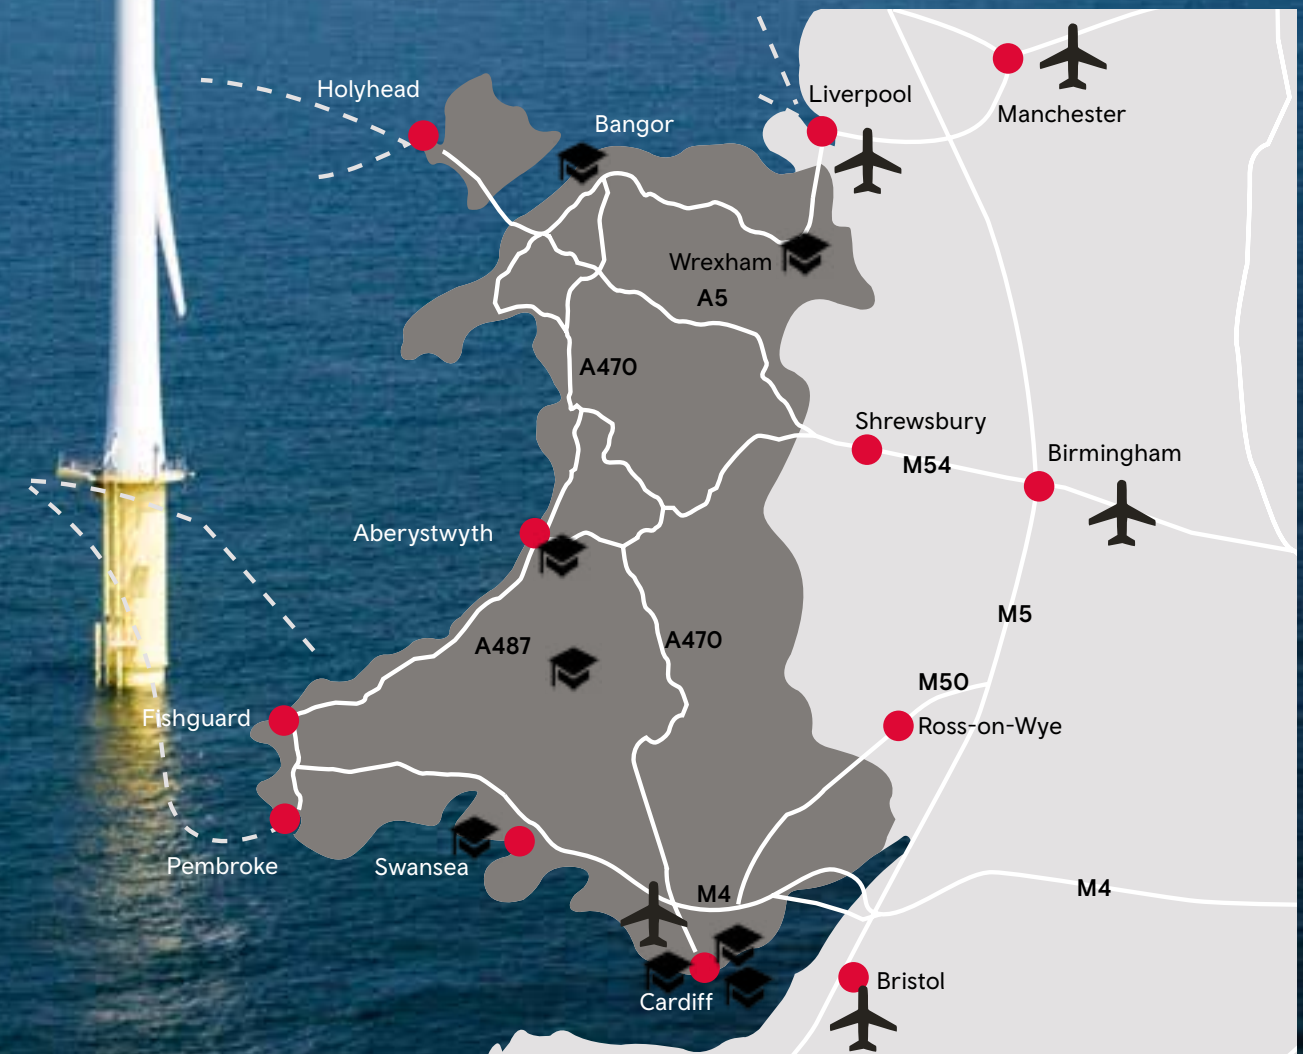 Holyhead
Bangor
Liverpool
Manchester
Wrexham
A5
A470
Shrewsbury
M54
Birmingham
Aberystwyth
A487
A470
M5
M50
Ross-on-Wye
Fishguard
Pembroke
Swansea
M4
M4
Cardiff
Bristol